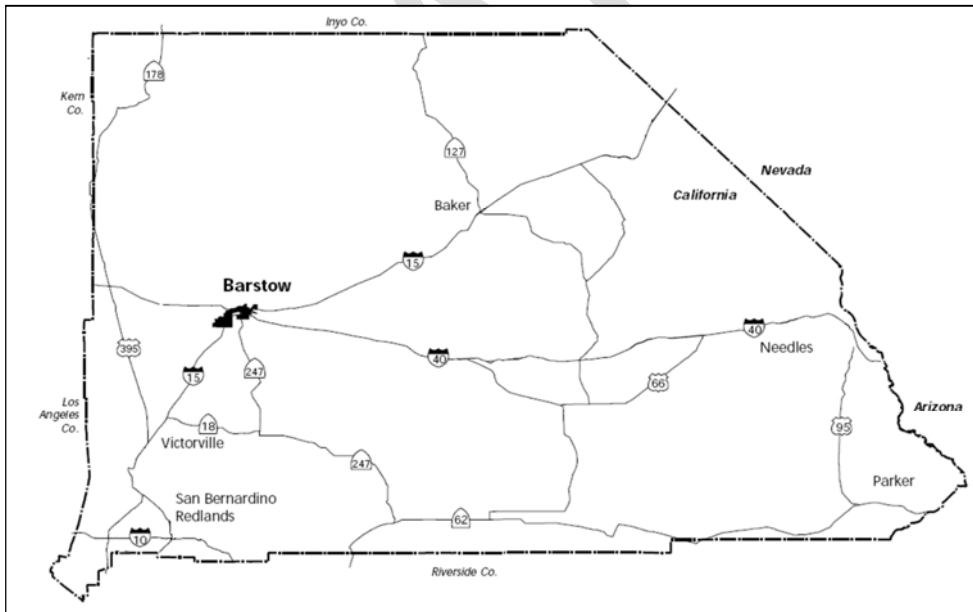 Inyo Co.
178
Kern
Co.
127
Nevada
California
Baker
15
Barstow
40
395
40
Needles
15
247
66
Los
Angeles
Co.
18
95
Arizona
Victorville
247
Parker
San Bernardino
Redlands
62
10
Riverside Co.